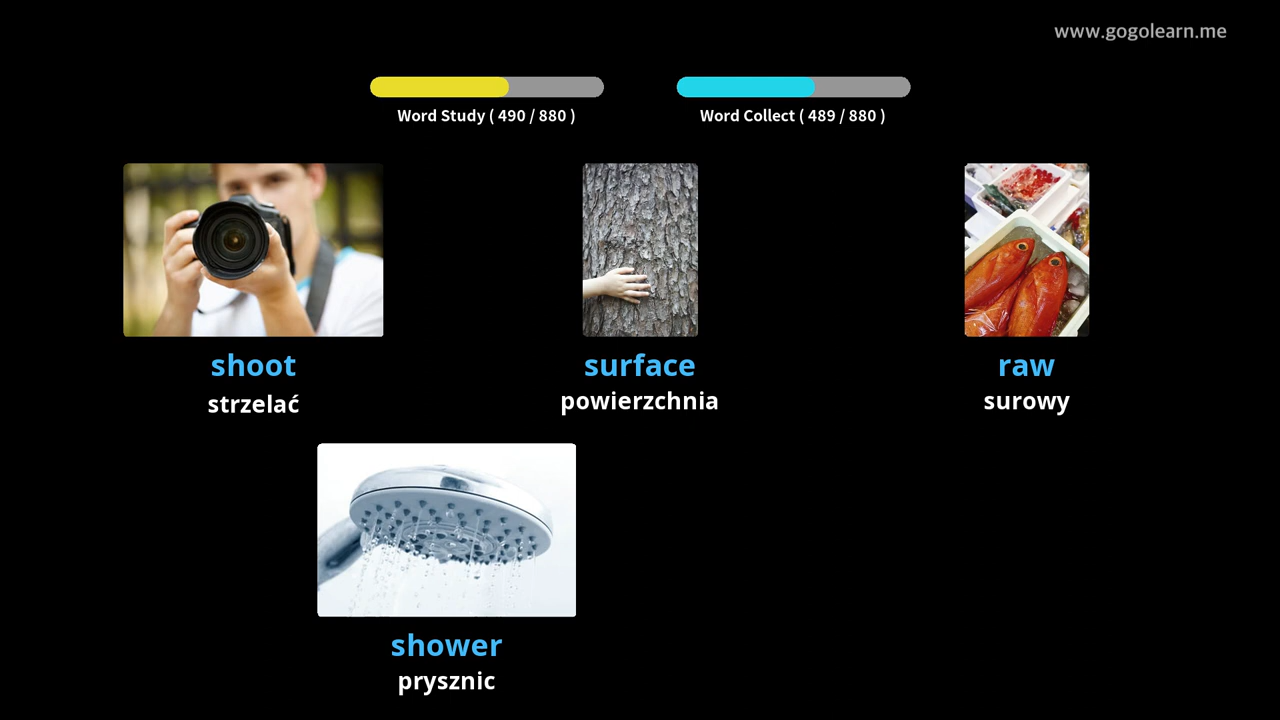 www.gogolearn.me
Word Study ( 490 / 880 )
Word Collect ( 489 / 880 )
shoot
strzelać
surface
powierzchnia
raw
surowy
shower
prysznic